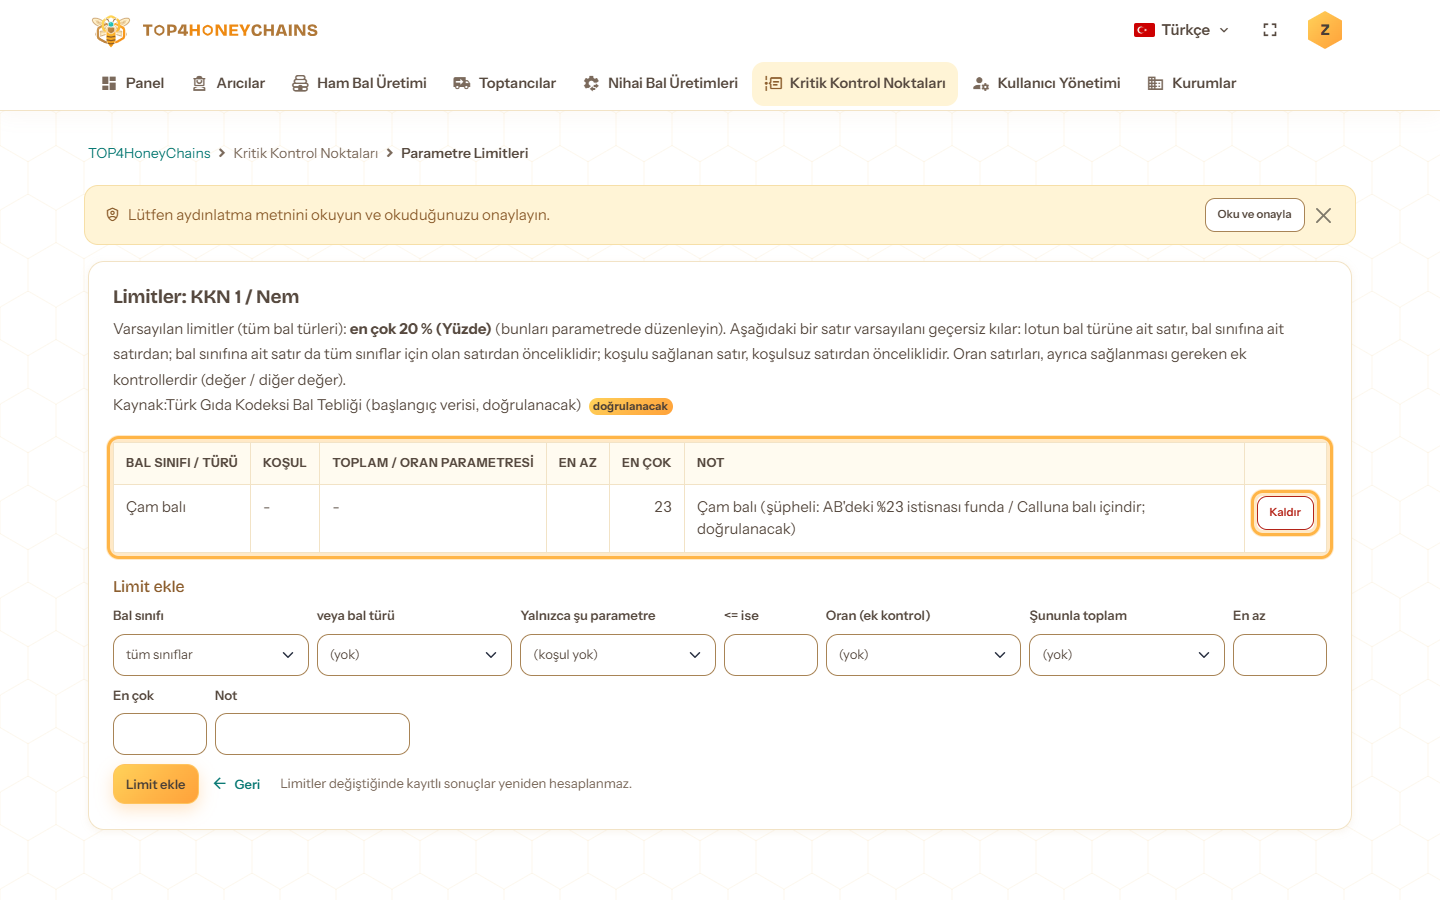 TOP4HONEYCHAINS
Türkçe
Z
Panel
Arıcılar
Ham Bal Üretimi
Toptancılar
Nihai Bal Üretimleri
Kritik Kontrol Noktaları
Kullanıcı Yönetimi
Kurumlar
TOP4HoneyChains > Kritik Kontrol Noktaları > Parametre Limitleri
Lütfen aydınlatma metnini okuyun ve okuduğunuzu onaylayın.
Oku ve onayla
Limitler: KKN 1 / Nem
Varsayılan limitler (tüm bal türleri): en çok 20 % (Yüzde) (bunları parametrede düzenleyin). Aşağıdaki bir satır varsayılanı geçersiz kılar: lotun bal türüne ait satır, bal sınıfına ait
satırdan; bal sınıfına ait satır da tüm sınıflar için olan satırdan önceliklidir; koşulu sağlanan satır, koşulsuz satırdan önceliklidir. Oran satırları, ayrıca sağlanması gereken ek
kontrollerdir (değer / diğer değer).
Kaynak:Türk Gıda Kodeksi Bal Tebliği (başlangıç verisi, doğrulanacak) doğrulanacak
BAL SINIFI / TÜRÜ
KOŞUL
TOPLAM / ORAN PARAMETRESİ
EN AZ
EN ÇOK
NOT
Çam balı
-
-
23
Çam balı (şüpheli: AB'deki %23 istisnası funda / Calluna balı içindir;
doğrulanacak)
Kaldır
Limit ekle
Bal sınıfı
veya bal türü
Yalnızca şu parametre
<= ise
Oran (ek kontrol)
Şununla toplam
En az
tüm sınıflar
(yok)
(koşul yok)
(yok)
(yok)
En çok
Not
Limit ekle
Geri
Limitler değiştiğinde kayıtlı sonuçlar yeniden hesaplanmaz.